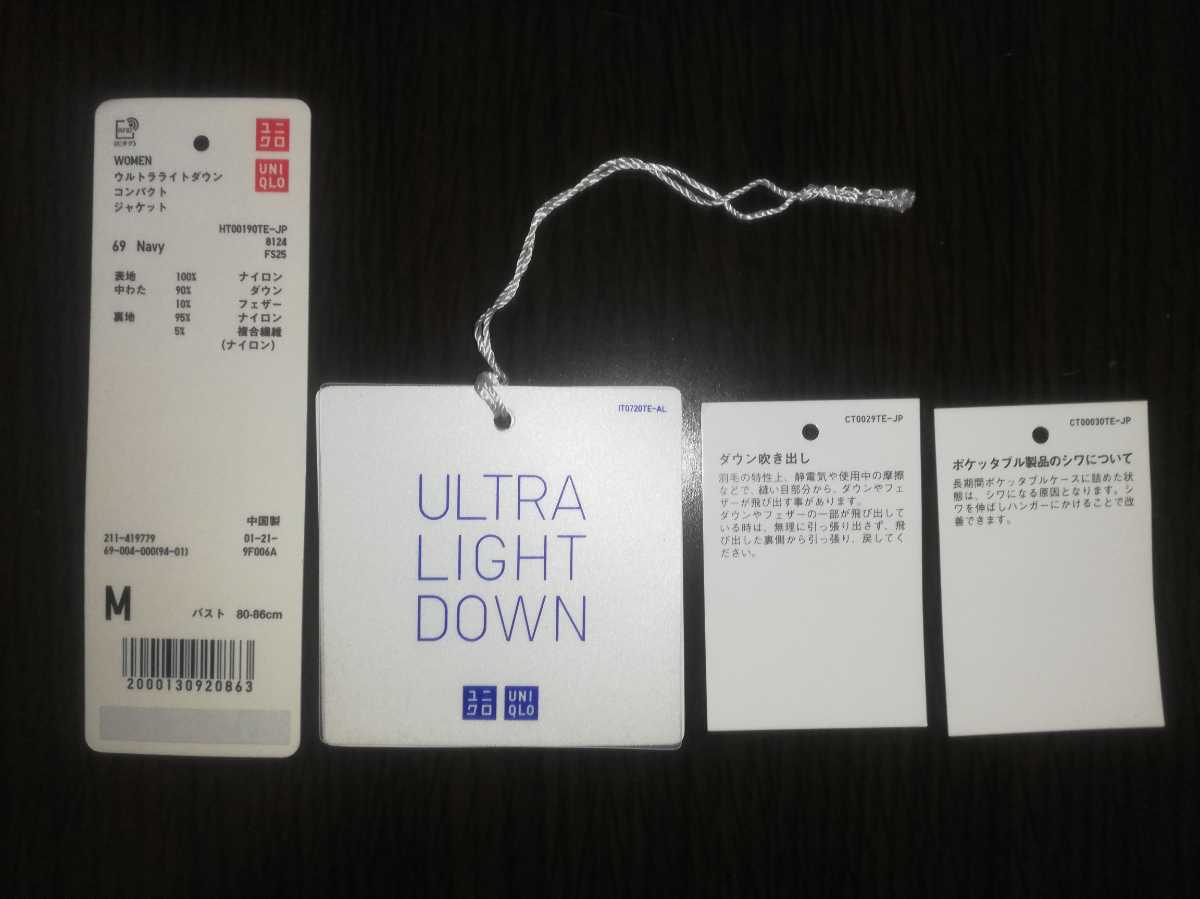 RFID
WOMEN
ウルトラライトダウン
コンパクト
ジャケット
ユニ
クロ
UNI
QLO
HT00190TE-JP
8124
FS25
69 Navy
表地 100% ナイロン
中わた 90% ダウン
10% フェザー
裏地 95% ナイロン
5% 複合繊維
(ナイロン)
中国製
211-419779 01-21-
69-004-000(94-01) 9F006A
M バスト 80-86cm
2000130920863
IT0720TE-AL
ULTRA
LIGHT
DOWN
ユニ
クロ
UNI
QLO
CT0029TE-JP
ダウン吹き出し
羽毛の特性上、静電気や使用中の摩擦
などで、縫い目部分から、ダウンやフェ
ザーが飛び出す事があります。
ダウンやフェザーの一部が飛び出して
いる時は、無理に引っ張り出さず、飛
び出した裏側から引っ張り、戻してく
ださい。
CT00030TE-JP
ポケッタブル製品のシワについて
長期間ポケッタブルケースに詰めた状
態は、シワになる原因となります。シ
ワを伸ばしハンガーにかけることで改
善できます。